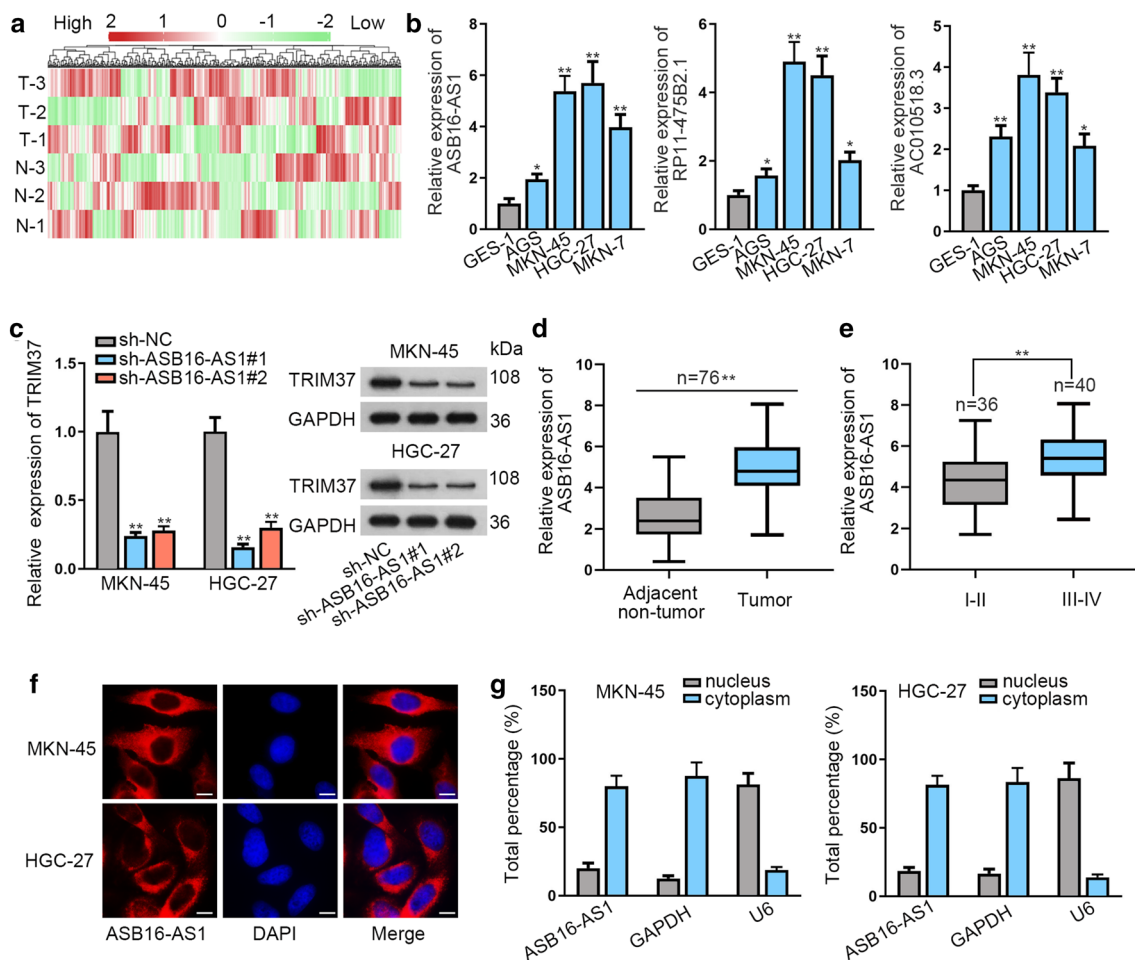 a
High 2 1 0 -1 -2 Low
T-3
T-2
T-1
N-3
N-2
N-1
b
Relative expression of
ASB16-AS1
8
6
4
2
0
** ** ** *
GES-1 AGS MKN-45 HGC-27 MKN-7
Relative expression of
RP11-475B2.1
6
4
2
0
* ** ** *
GES-1 AGS MKN-45 HGC-27 MKN-7
Relative expression of
AC010518.3
5
4
3
2
1
0
** ** ** *
GES-1 AGS MKN-45 HGC-27 MKN-7
c
sh-NC
sh-ASB16-AS1#1
sh-ASB16-AS1#2
Relative expression of TRIM37
1.5
1.0
0.5
0.0
** ** ** **
MKN-45 HGC-27
MKN-45 kDa
TRIM37 108
GAPDH 36
HGC-27
TRIM37 108
GAPDH 36
sh-NC
sh-ASB16-AS1#1
sh-ASB16-AS1#2
d
Relative expression of
ASB16-AS1
10
8
6
4
2
0
n=76**
Adjacent
non-tumor
Tumor
e
Relative expression of
ASB16-AS1
10
8
6
4
2
0
**
n=36 n=40
I-II III-IV
f
MKN-45
HGC-27
ASB16-AS1 DAPI Merge
g
MKN-45
nucleus
cytoplasm
Total percentage (%)
150
100
50
0
ASB16-AS1 GAPDH U6
HGC-27
nucleus
cytoplasm
Total percentage (%)
150
100
50
0
ASB16-AS1 GAPDH U6